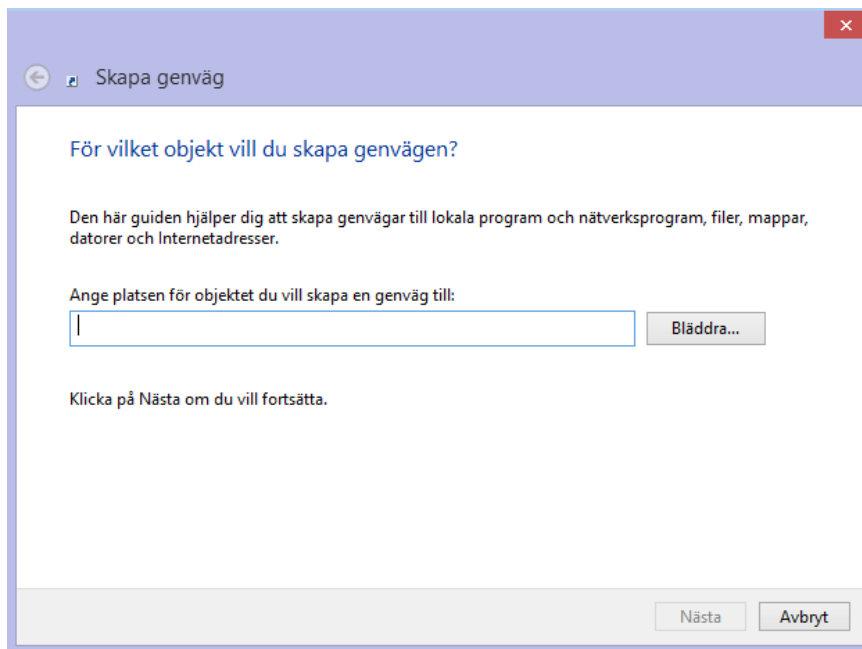 Skapa genväg
För vilket objekt vill du skapa genvägen?
Den här guiden hjälper dig att skapa genvägar till lokala program och nätverksprogram, filer, mappar,
datorer och Internetadresser.
Ange platsen för objektet du vill skapa en genväg till:
Bläddra...
Klicka på Nästa om du vill fortsätta.
Nästa Avbryt